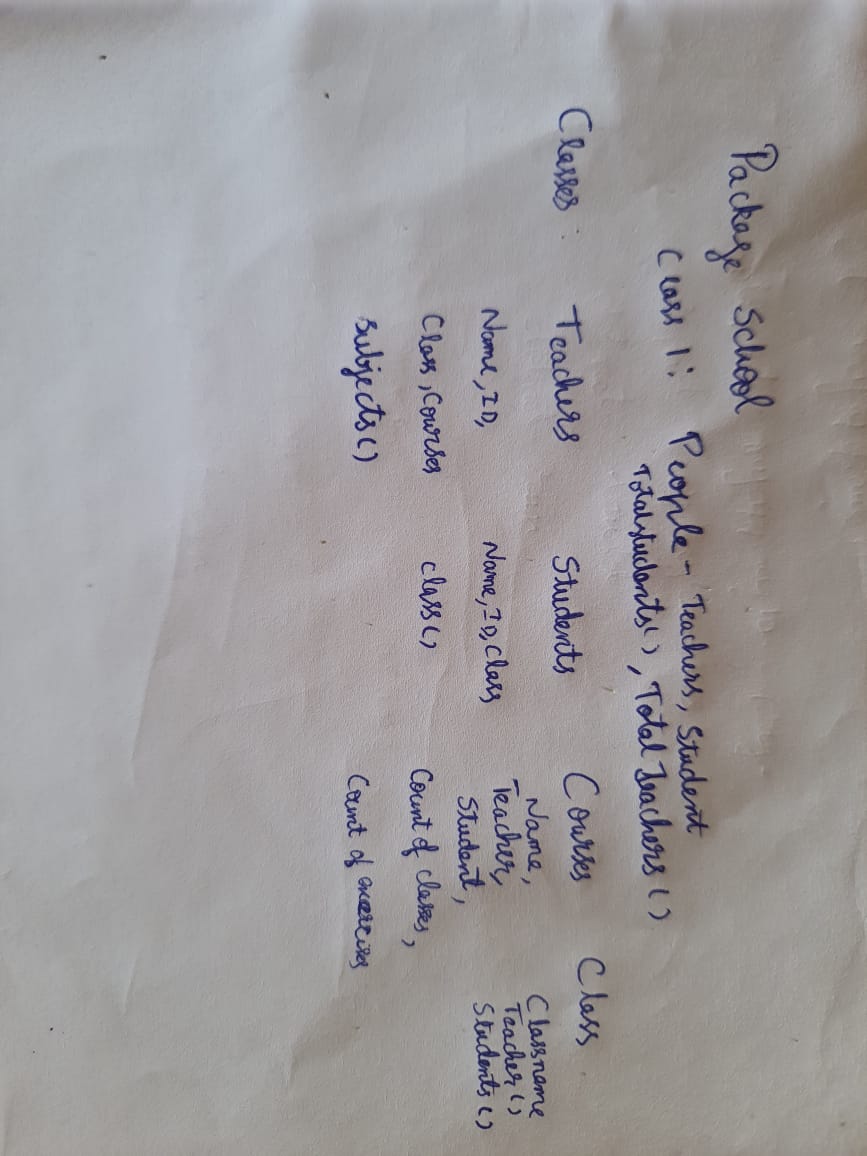 Package School
Class 1: People - Teachers, Student
Totalstudents(), Total Teachers()
Classes: Teachers Students Courses Class
Name, ID, Name, ID, Class Name, Classname
Class, Courses class() Teacher, Teacher()
Subjects() Student, Students()
Count of classes,
Count of exercises